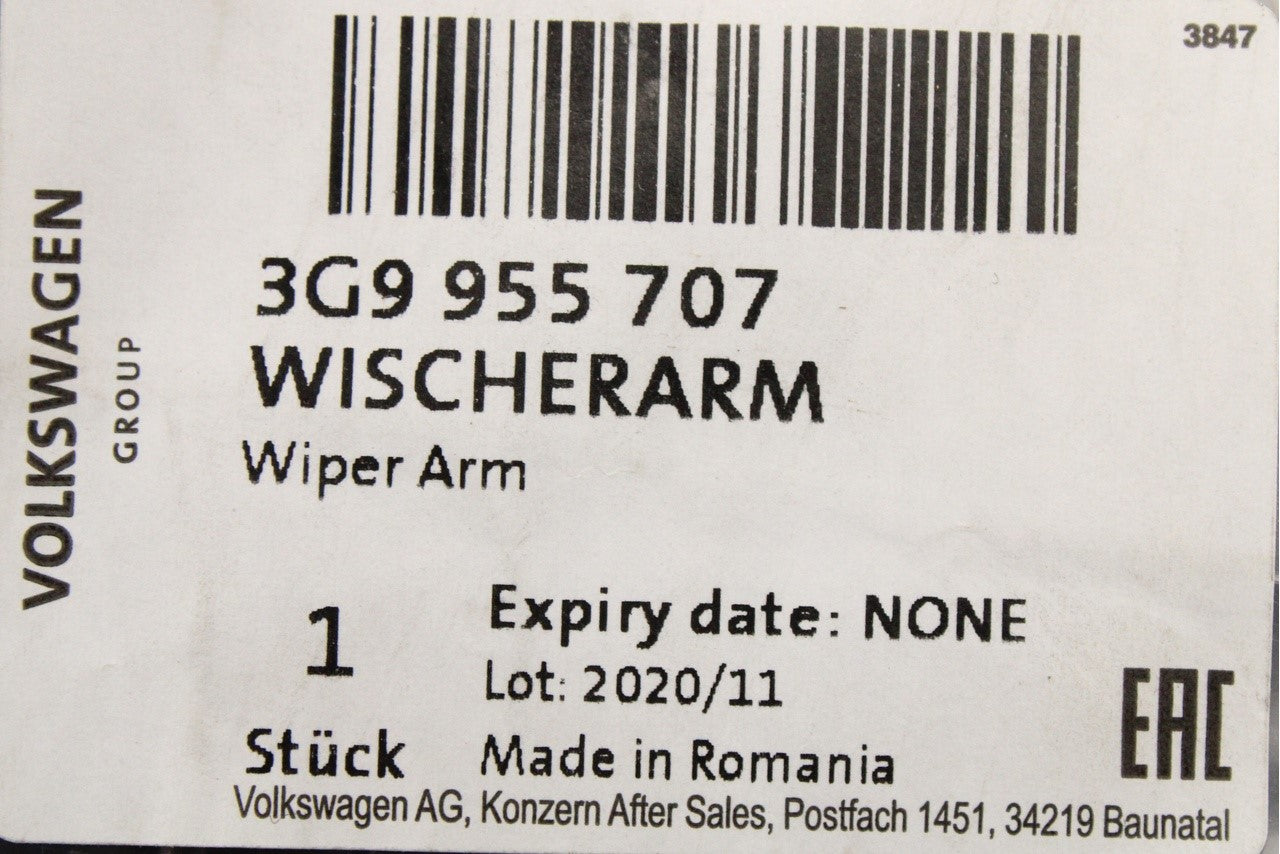 3847
3G9 955 707
WISCHERARM
Wiper Arm
VOLKSWAGEN
GROUP
1
Stück
Expiry date: NONE
Lot: 2020/11
Made in Romania
EAC
Volkswagen AG, Konzern After Sales, Postfach 1451, 34219 Baunatal